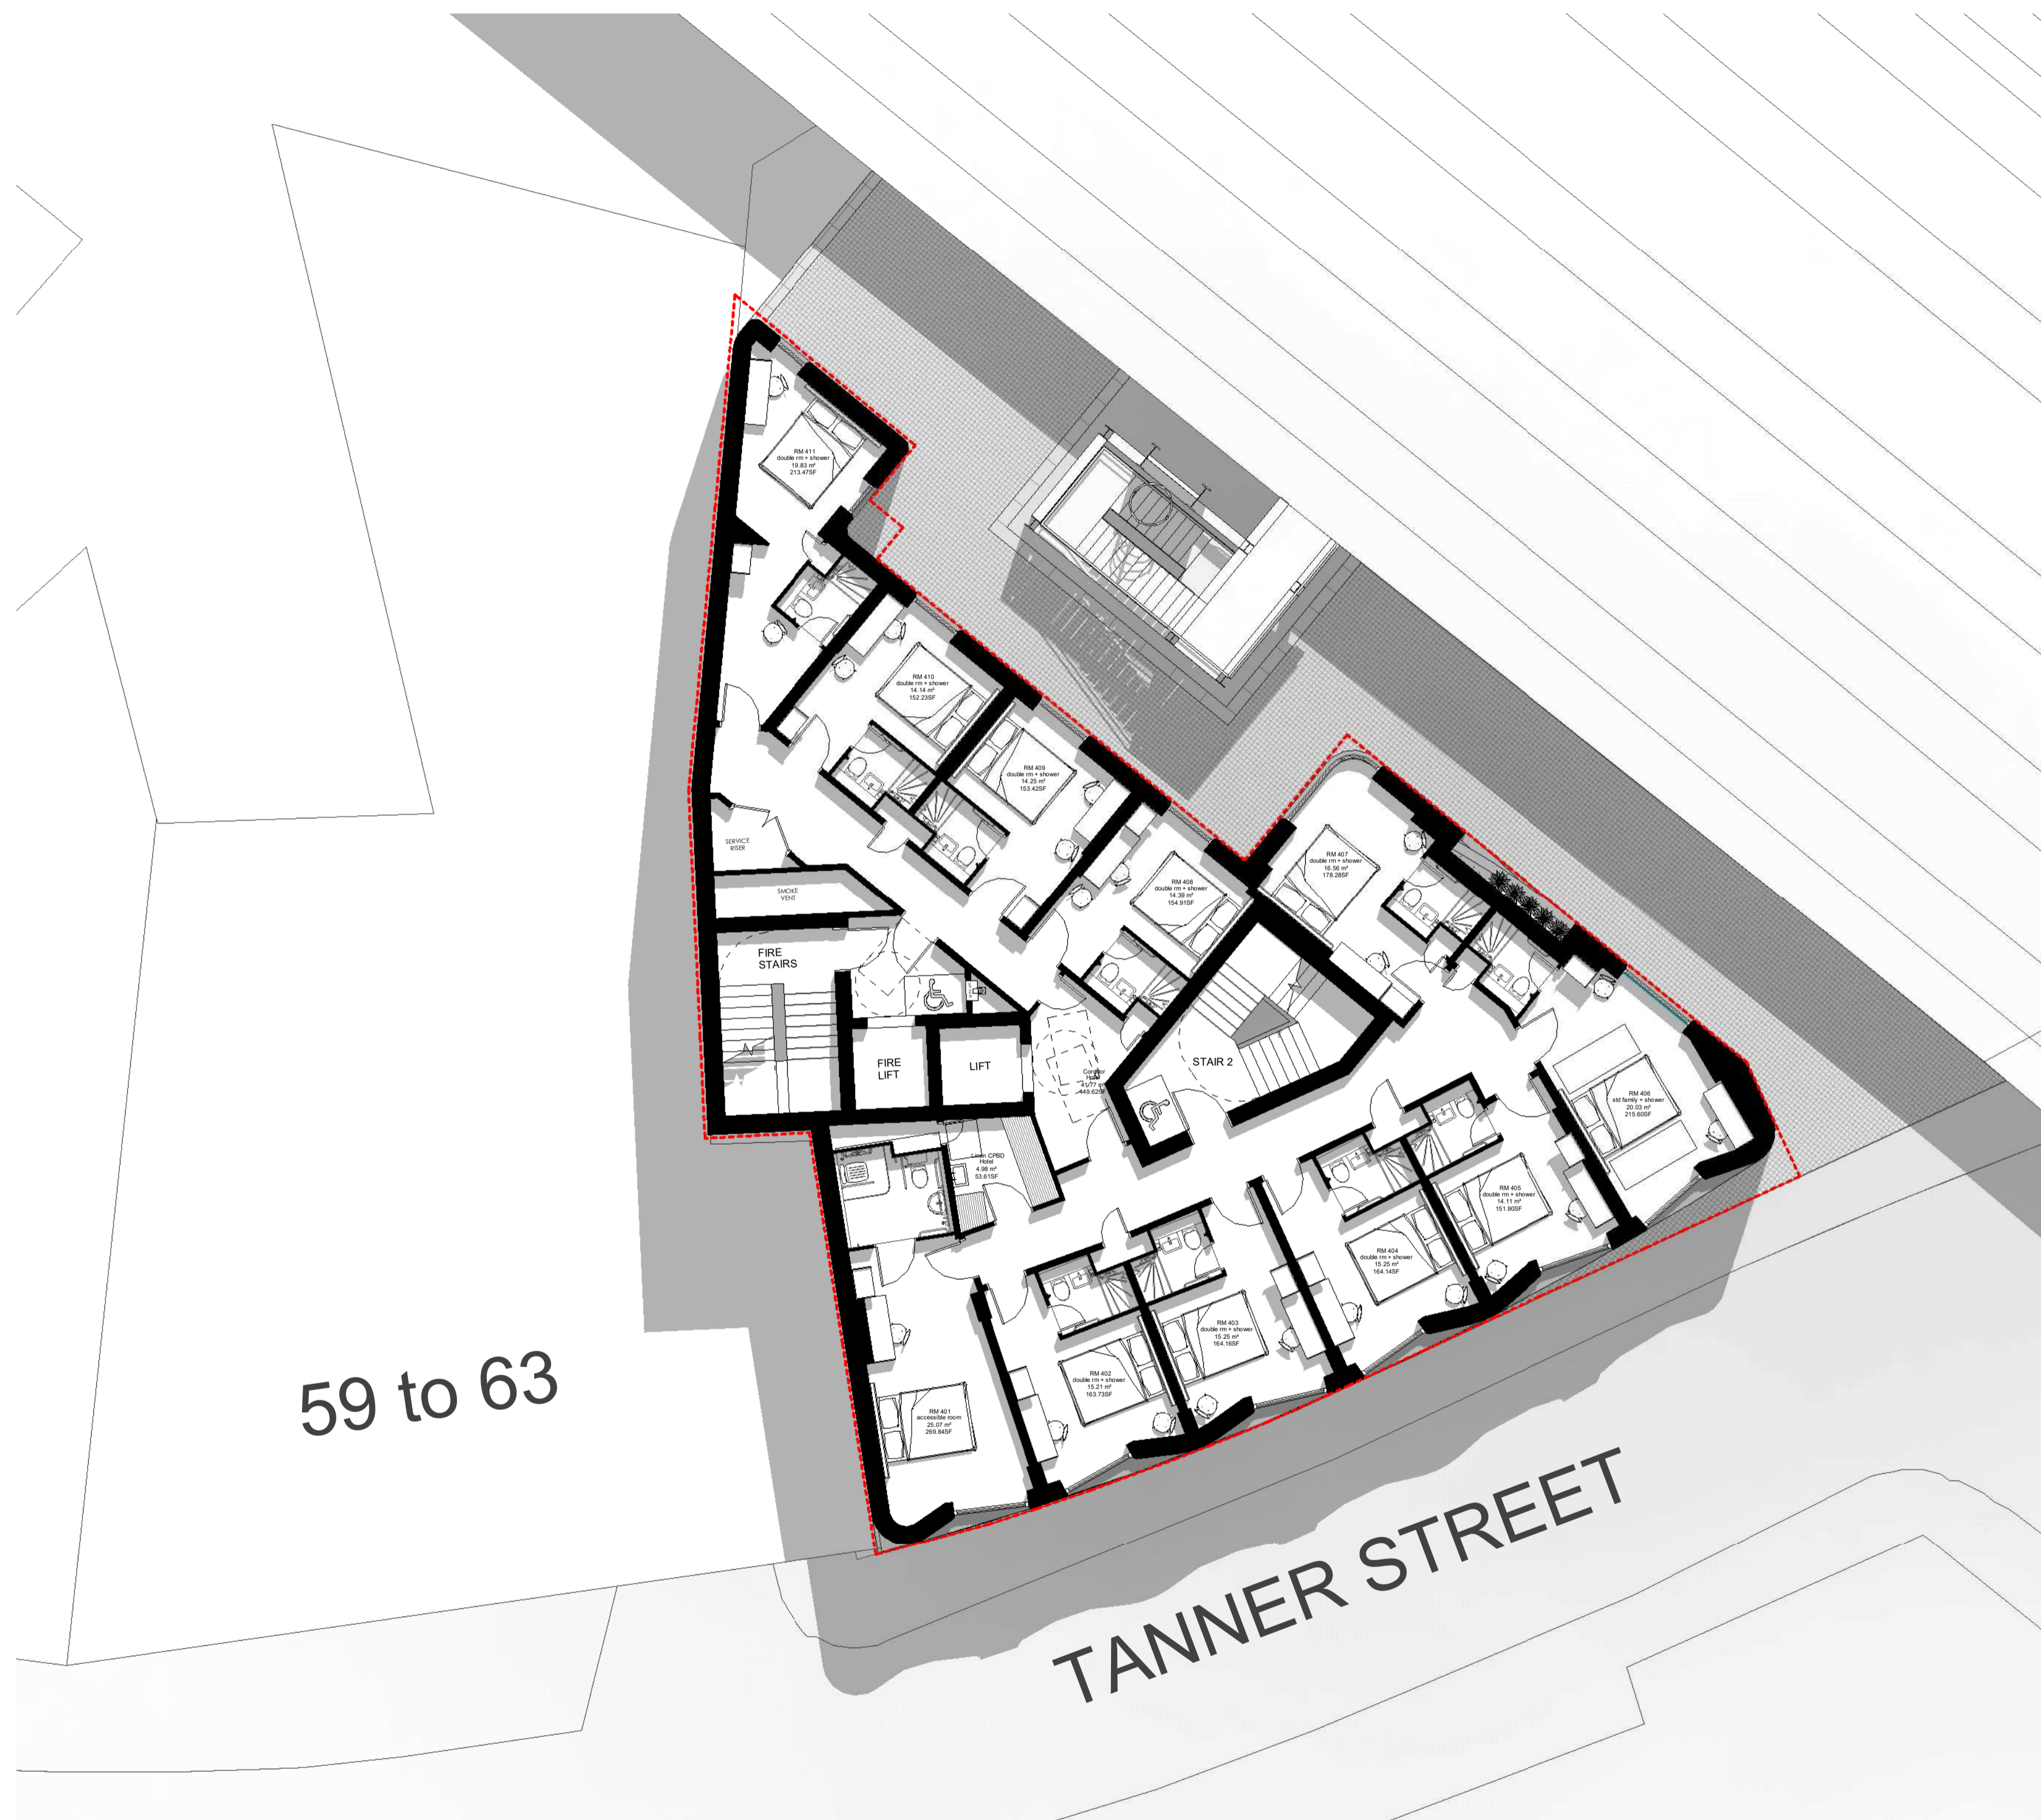 RM 411
double rm + shower
19.83 m²
213.47SF
RM 410
double rm + shower
14.14 m²
152.23SF
RM 409
double rm + shower
14.25 m²
153.42SF
SERVICE
RISER
SMOKE
VENT
RM 408
double rm + shower
14.39 m²
154.91SF
RM 407
double rm + shower
16.56 m²
178.28SF
FIRE
STAIRS
FIRE
LIFT
LIFT
Corridor
Hotel
41.77 m²
449.62SF
STAIR 2
RM 406
std family + shower
20.03 m²
215.60SF
Linen CPBD
Hotel
4.98 m²
53.61SF
RM 405
double rm + shower
14.11 m²
151.90SF
RM 404
double rm + shower
15.25 m²
164.14SF
RM 403
double rm + shower
15.25 m²
164.16SF
RM 402
double rm + shower
15.21 m²
163.73SF
RM 401
accessible room
25.07 m²
269.84SF
59 to 63
TANNER STREET